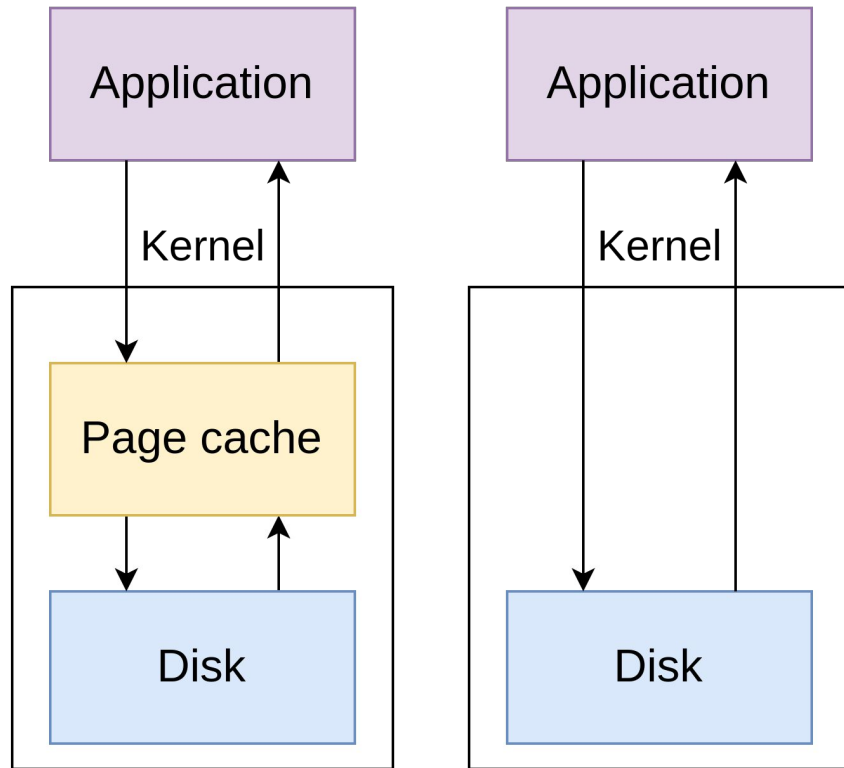 Application
Kernel
Page cache
Disk
Application
Kernel
Disk